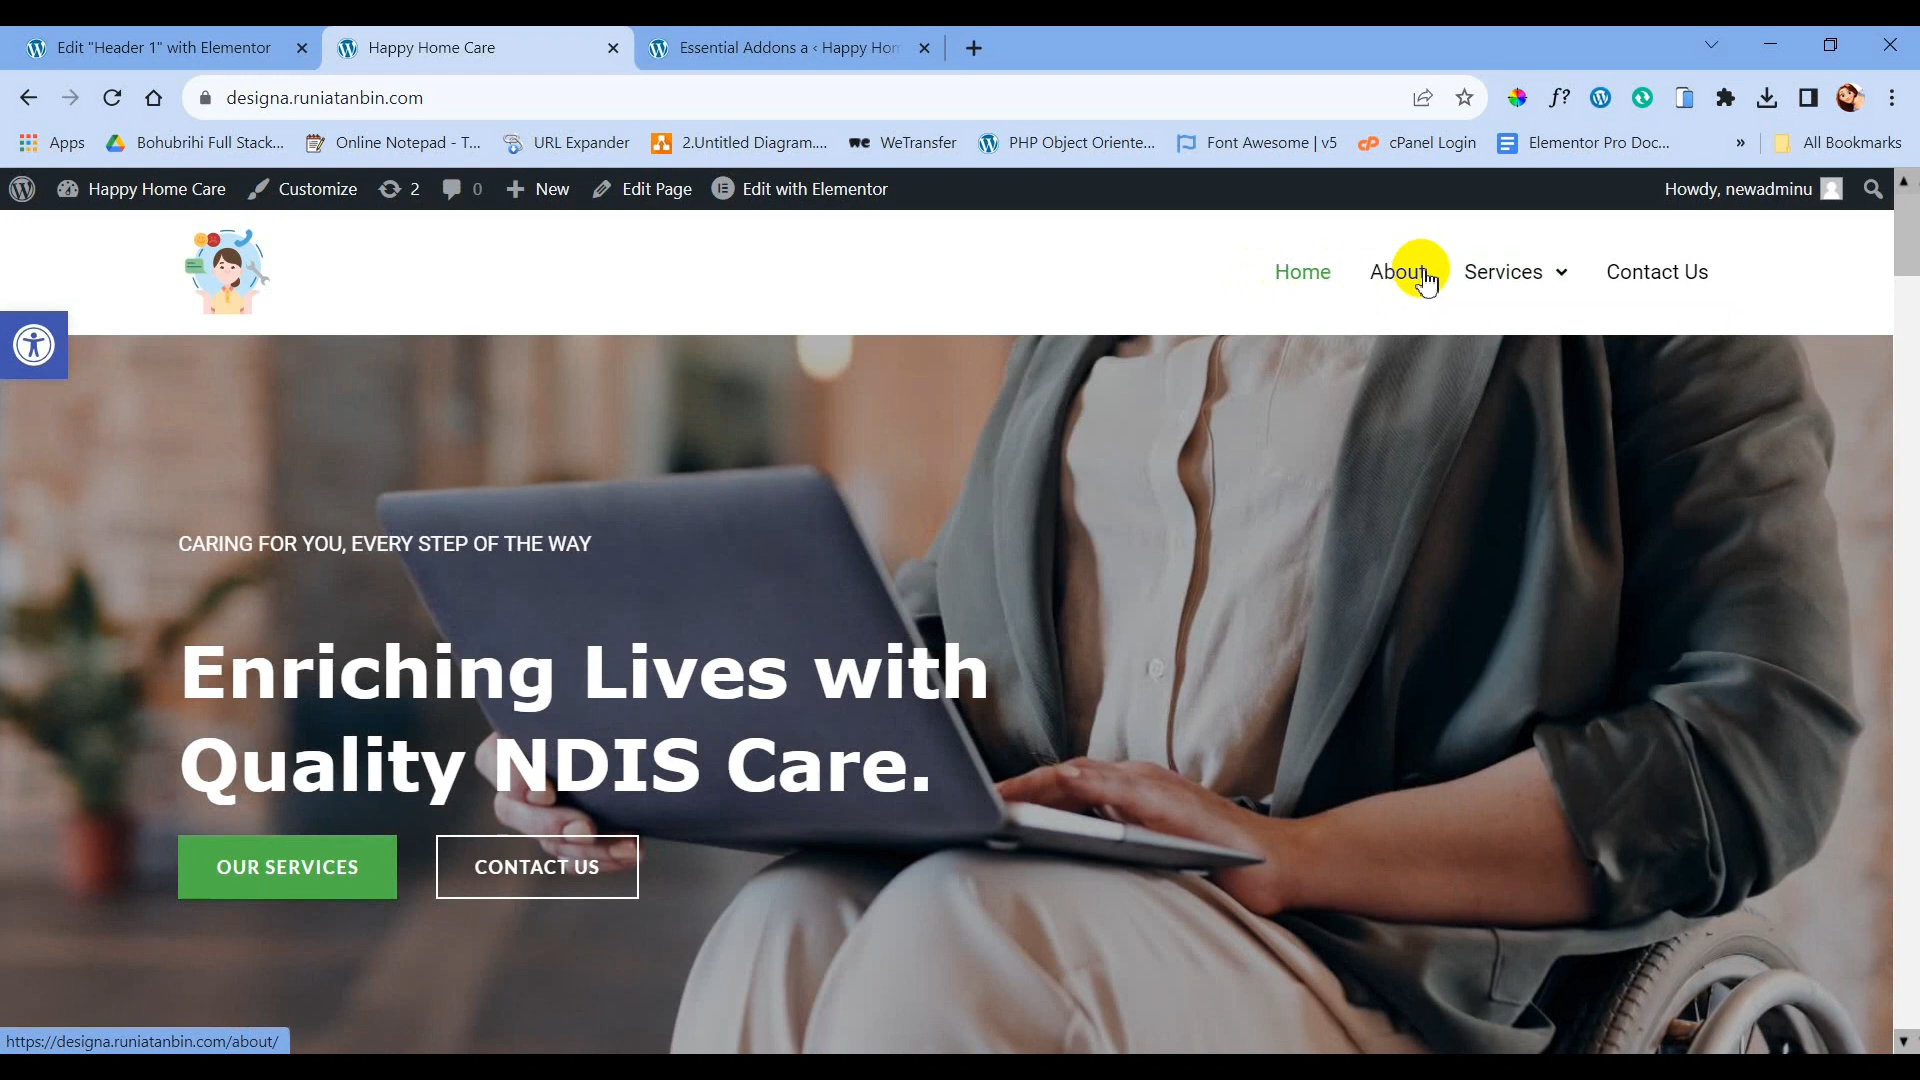 Edit "Header 1" with Elementor
Happy Home Care
Essential Addons a ‹ Happy Hom
designa.runiatanbin.com
f?
Apps
Bohubrihi Full Stack...
Online Notepad - T...
URL Expander
2.Untitled Diagram....
WeTransfer
PHP Object Oriente...
Font Awesome | v5
cPanel Login
Elementor Pro Doc...
»
All Bookmarks
Happy Home Care
Customize
2
0
New
Edit Page
Edit with Elementor
Howdy, newadminu
Home
About
Services
Contact Us
CARING FOR YOU, EVERY STEP OF THE WAY
Enriching Lives with
Quality NDIS Care.
OUR SERVICES
CONTACT US
https://designa.runiatanbin.com/about/